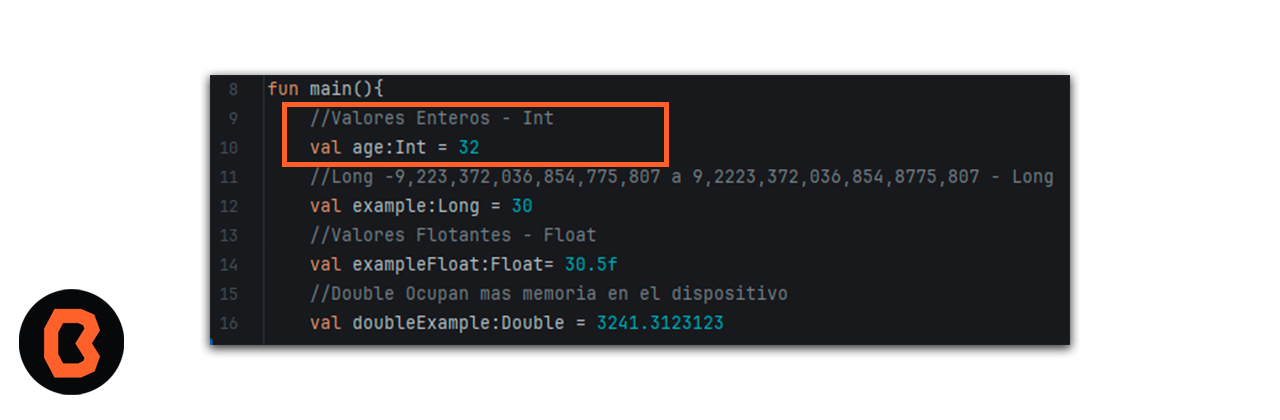 8 fun main(){
9 //Valores Enteros - Int
10 val age:Int = 32
11 //Long -9,223,372,036,854,775,807 a 9,2223,372,036,854,8775,807 - Long
12 val example:Long = 30
13 //Valores Flotantes - Float
14 val exampleFloat:Float= 30.5f
15 //Double Ocupan mas memoria en el dispositivo
16 val doubleExample:Double = 3241.3123123